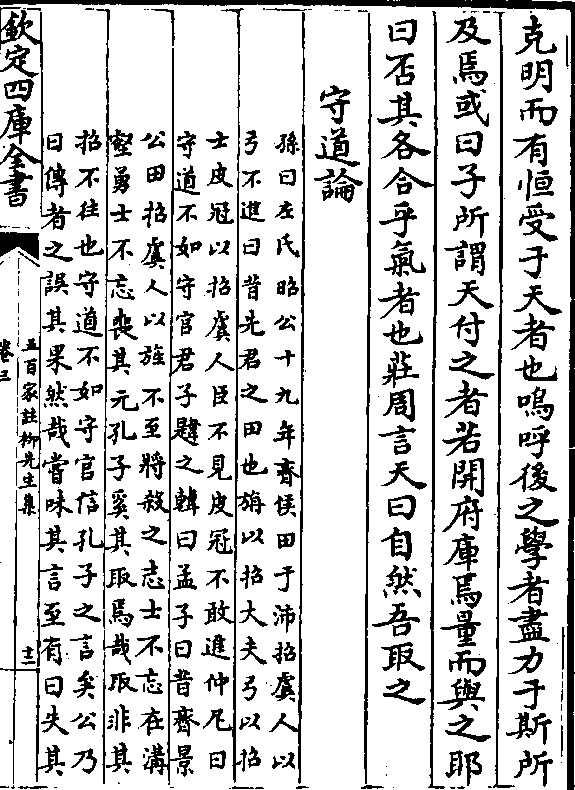 克明而有恒受于天者也嗚呼後之學者盡力于斯所
及焉或曰子所謂天付之者若開府庫焉量而與之耶
曰否其各合乎氣者也莊周言天曰自然吾取之
守道論
孫曰左氏昭公十九年齊侯田于沛招虞人以
弓不進曰昔先君之田也旃以招大夫弓以招
士皮冠以招虞人臣不見皮冠不敢進仲尼曰
守道不如守官君子韙之韓曰孟子曰昔齊景
公田招虞人以旌不至將殺之志士不忘在溝
壑勇士不忘喪其元孔子奚其取焉哉取非其
招不往也守道不如守官信孔子之言矣公乃
曰傳者之誤其果然哉嘗味其言至有曰失其
欽定四庫全書
五百家註柳先生集
卷三
十二